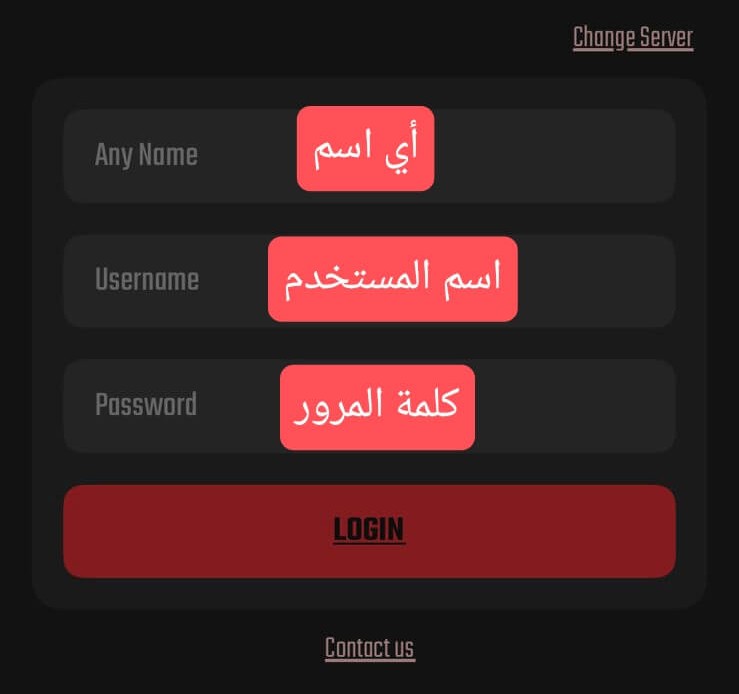 Change Server
Any Name
أي اسم
Username
اسم المستخدم
Password
كلمة المرور
LOGIN
Contact us